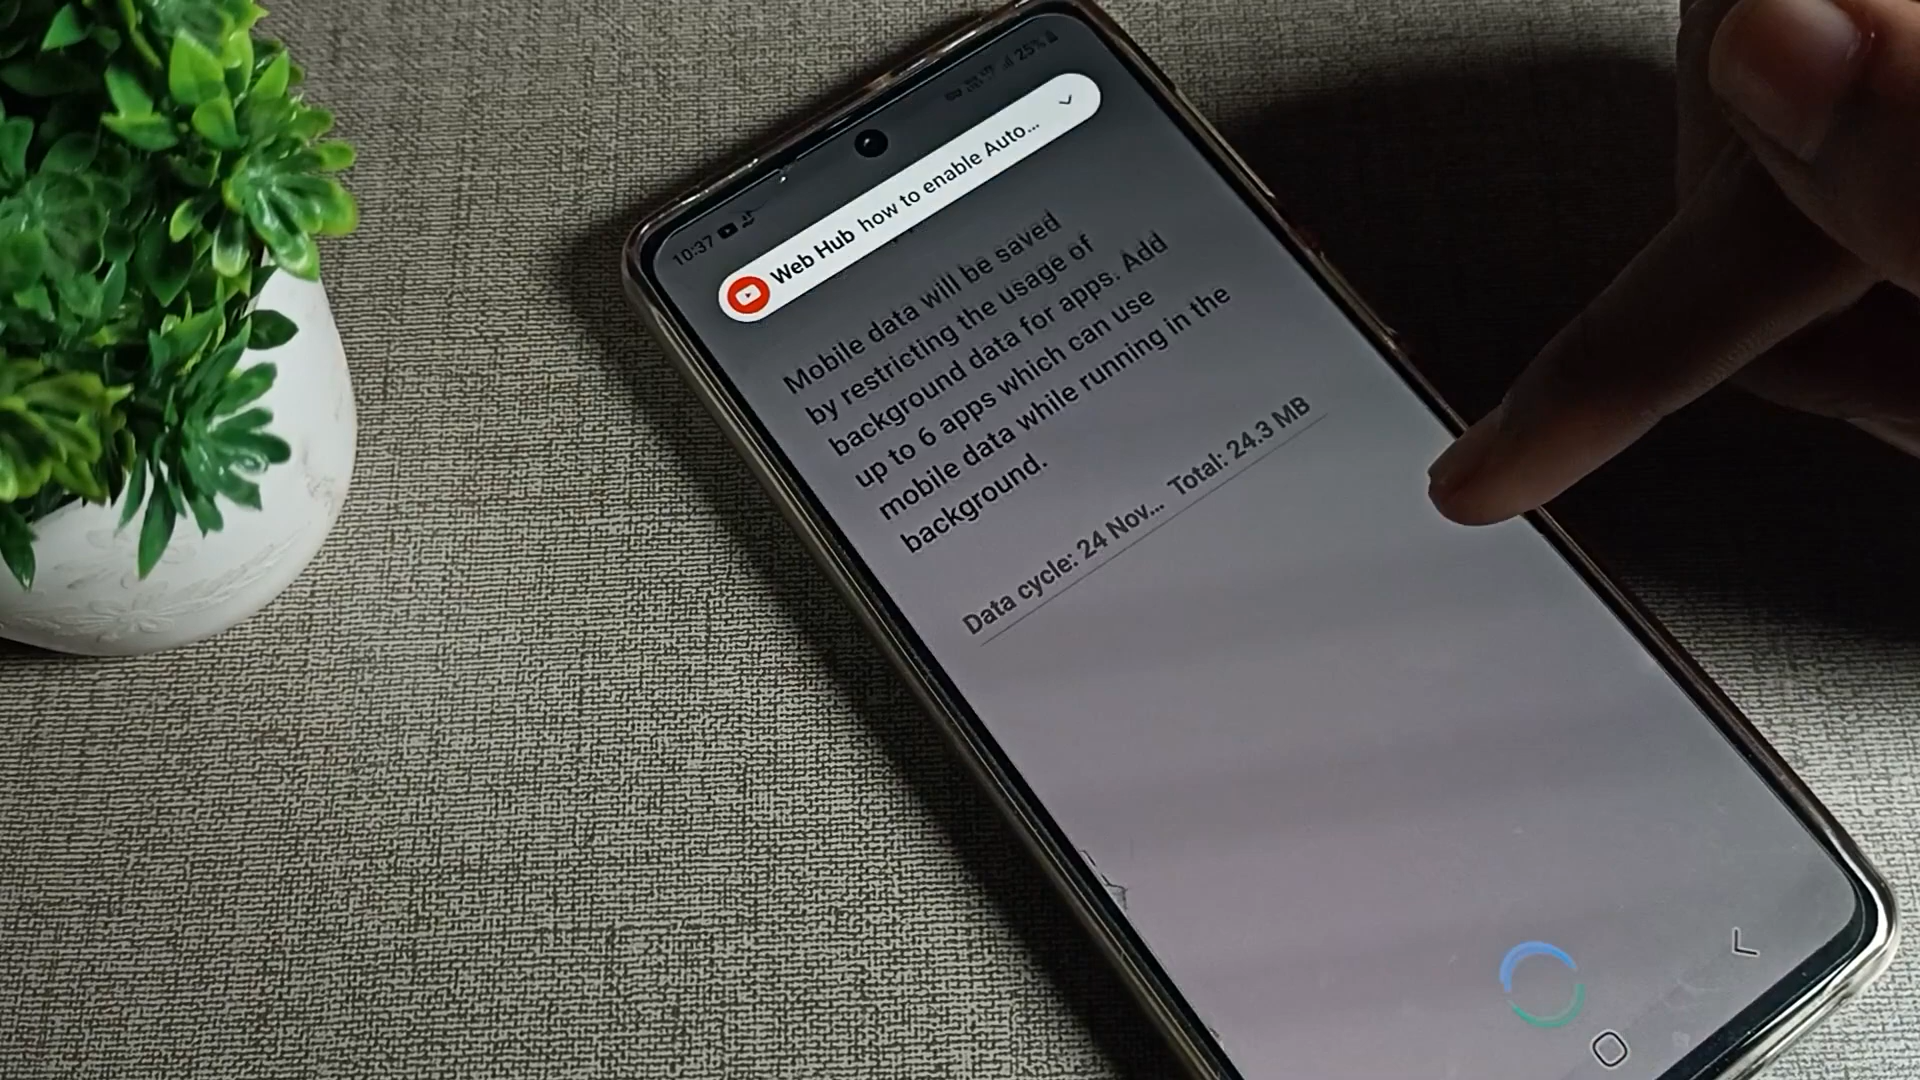 10:37
25%
Web Hub how to enable Auto...
Mobile data will be saved
by restricting the usage of
background data for apps. Add
up to 6 apps which can use
mobile data while running in the
background.
Data cycle: 24 Nov... Total: 24.3 MB